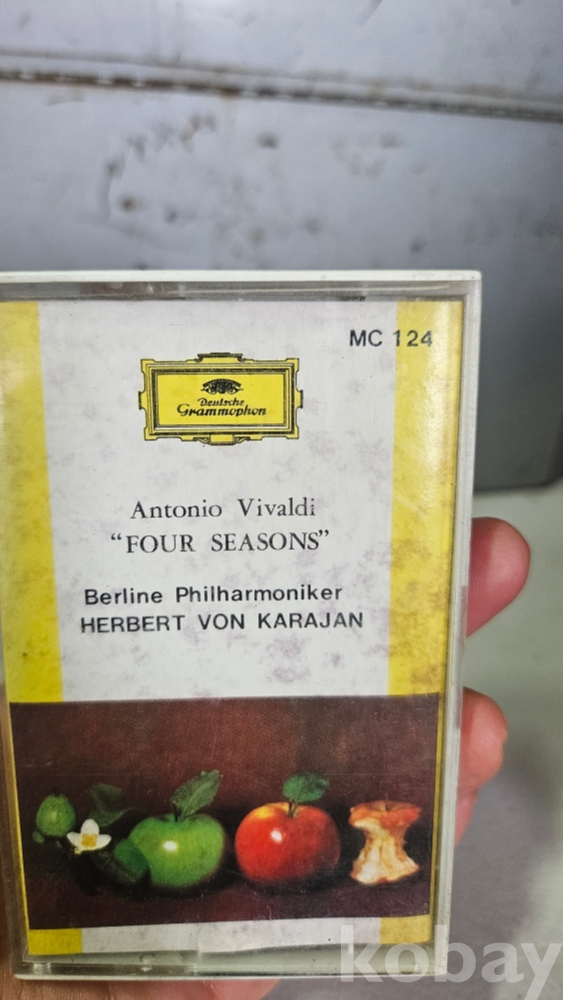 MC 124
Deutsche
Grammophon
Antonio Vivaldi
“FOUR SEASONS”
Berline Philharmoniker
HERBERT VON KARAJAN
kobay